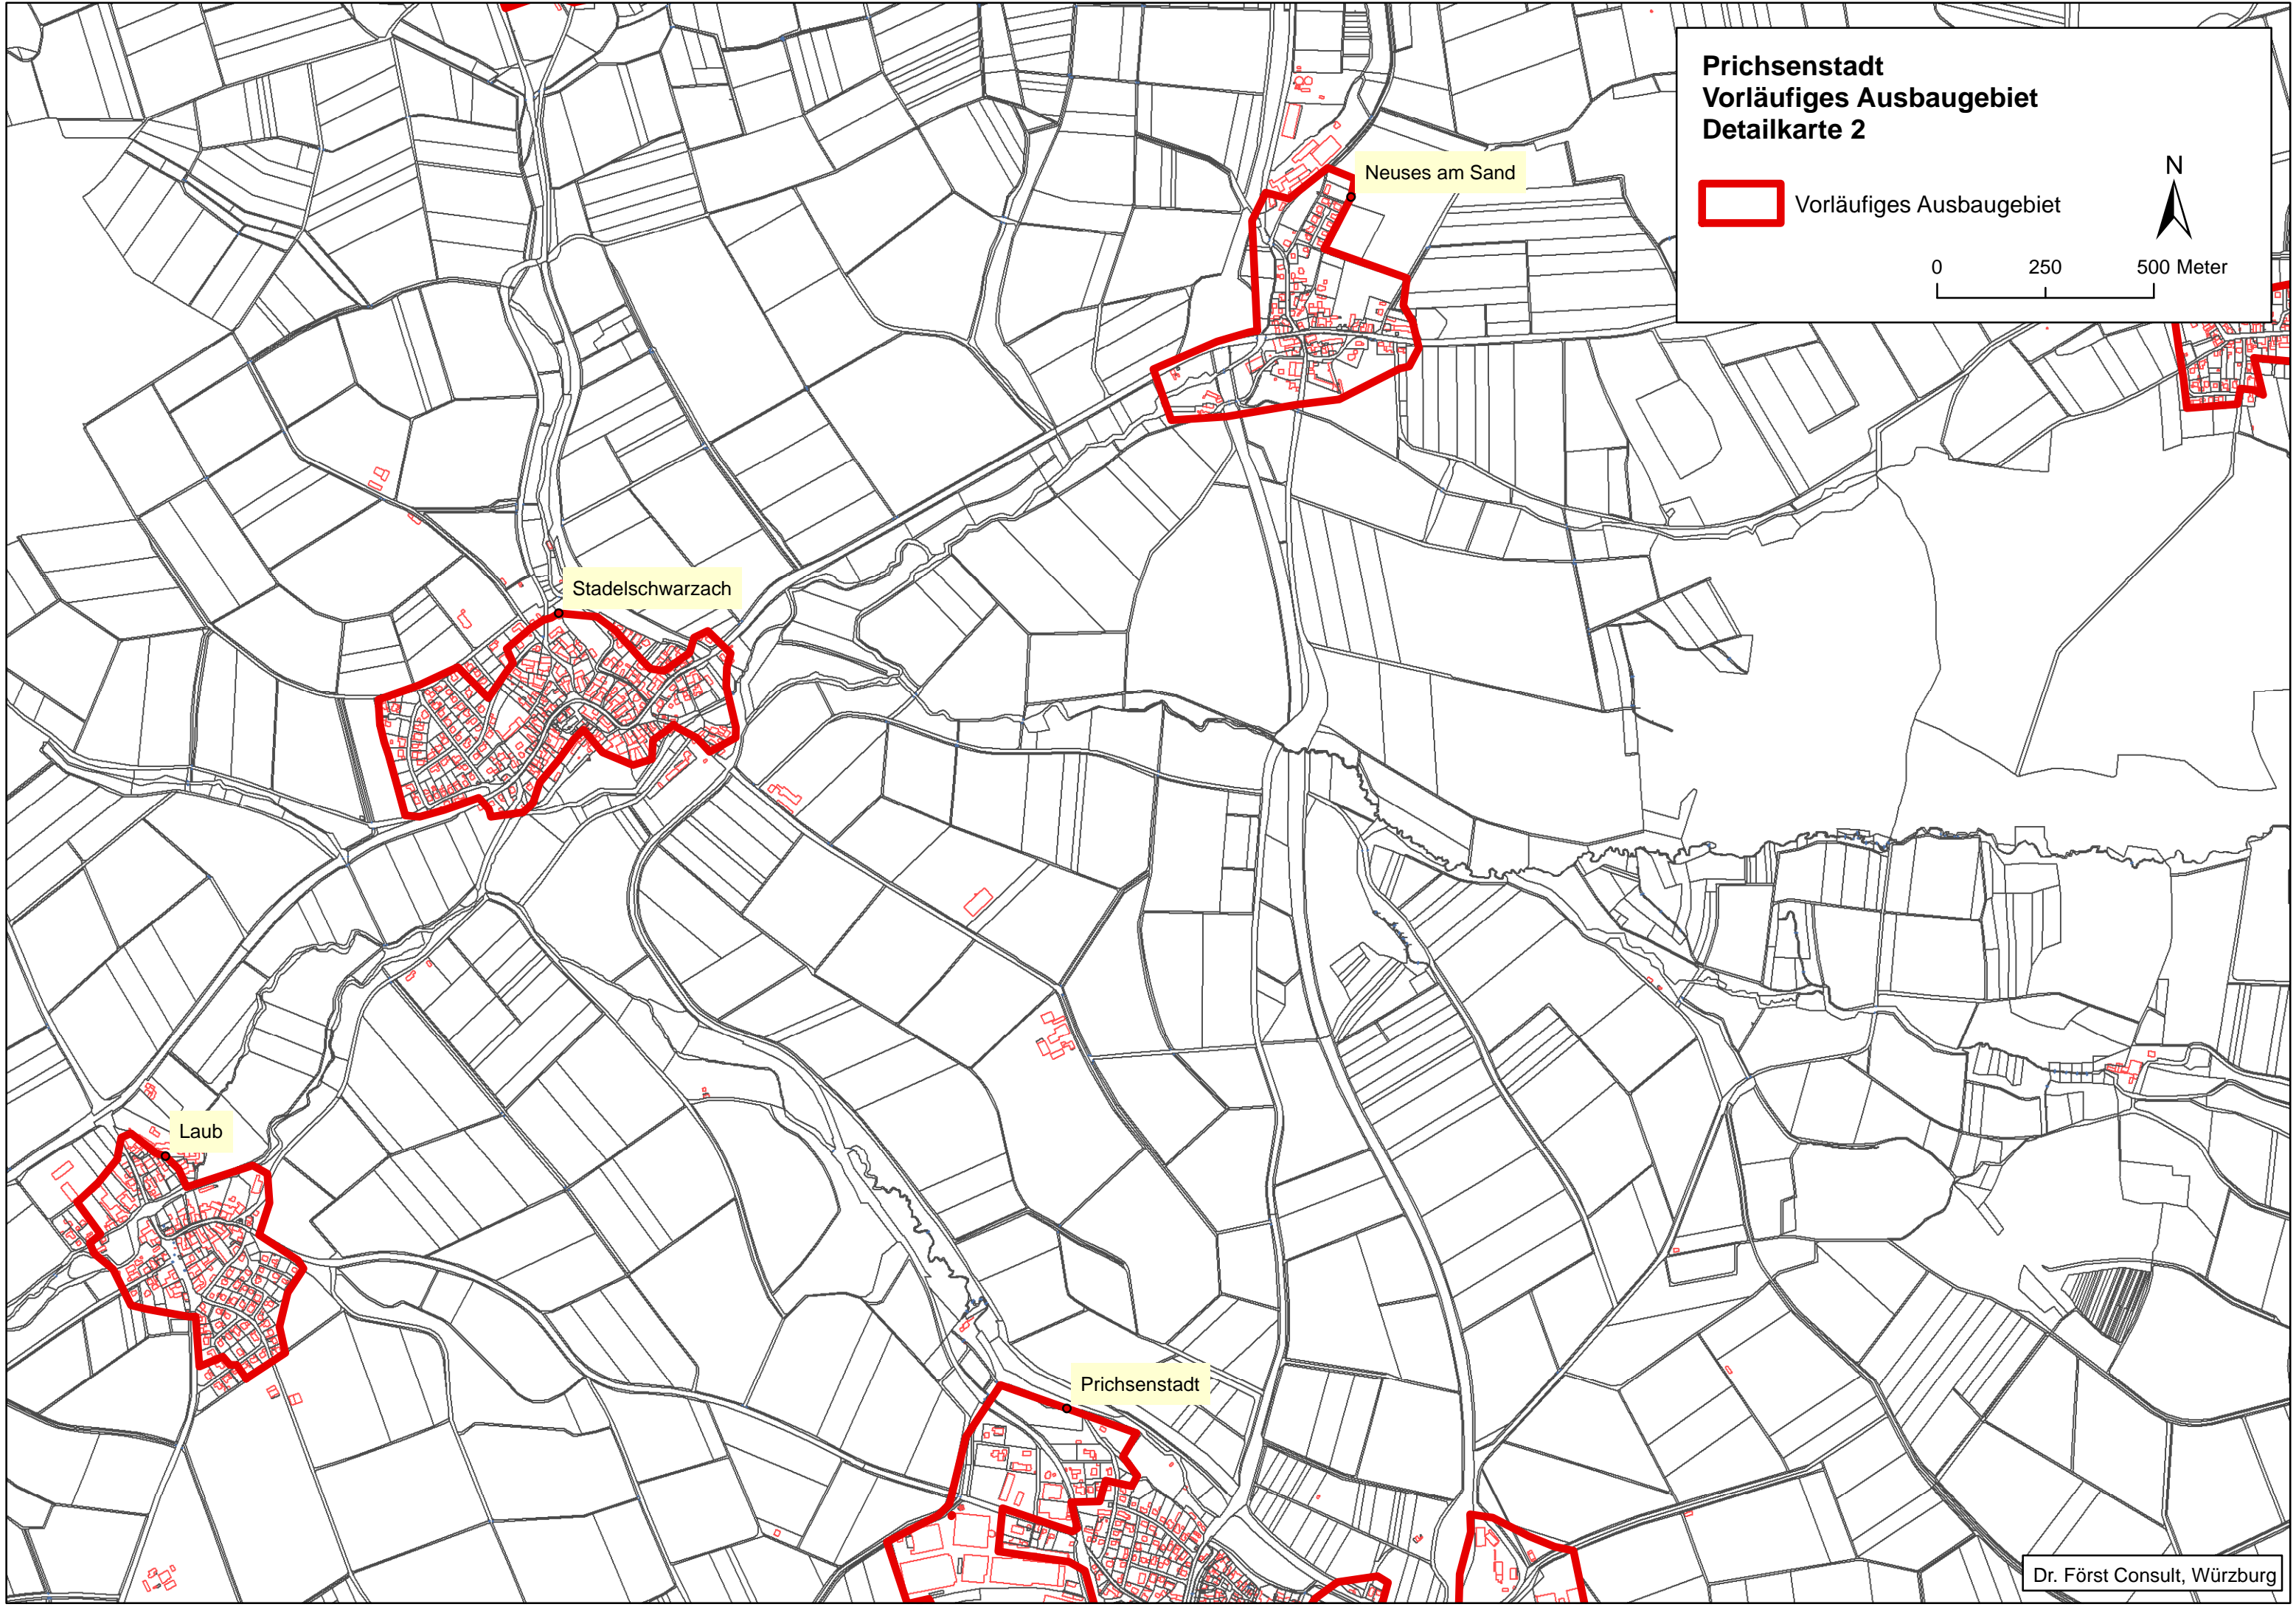 Prichsenstadt
Vorläufiges Ausbaugebiet
Detailkarte 2
N
Vorläufiges Ausbaugebiet
0 250 500 Meter
Neuses am Sand
Stadelschwarzach
Laub
Prichsenstadt
Dr. Först Consult, Würzburg